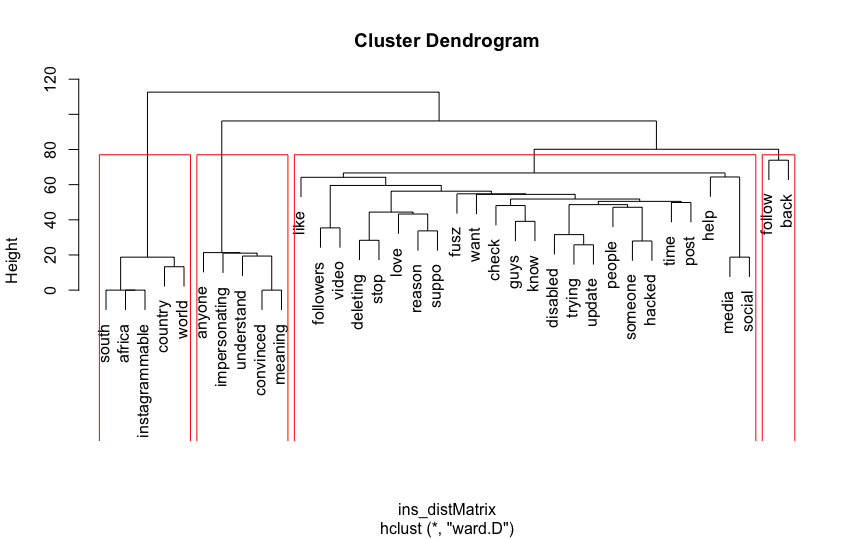 Cluster Dendrogram
Height
0
20
40
60
80
120
south
africa
instagrammable
country
world
anyone
impersonating
understand
convinced
meaning
like
followers
video
deleting
stop
love
reason
suppo
fusz
want
check
guys
know
disabled
trying
update
people
someone
hacked
time
post
help
media
social
follow
back
ins_distMatrix
hclust (*, "ward.D")